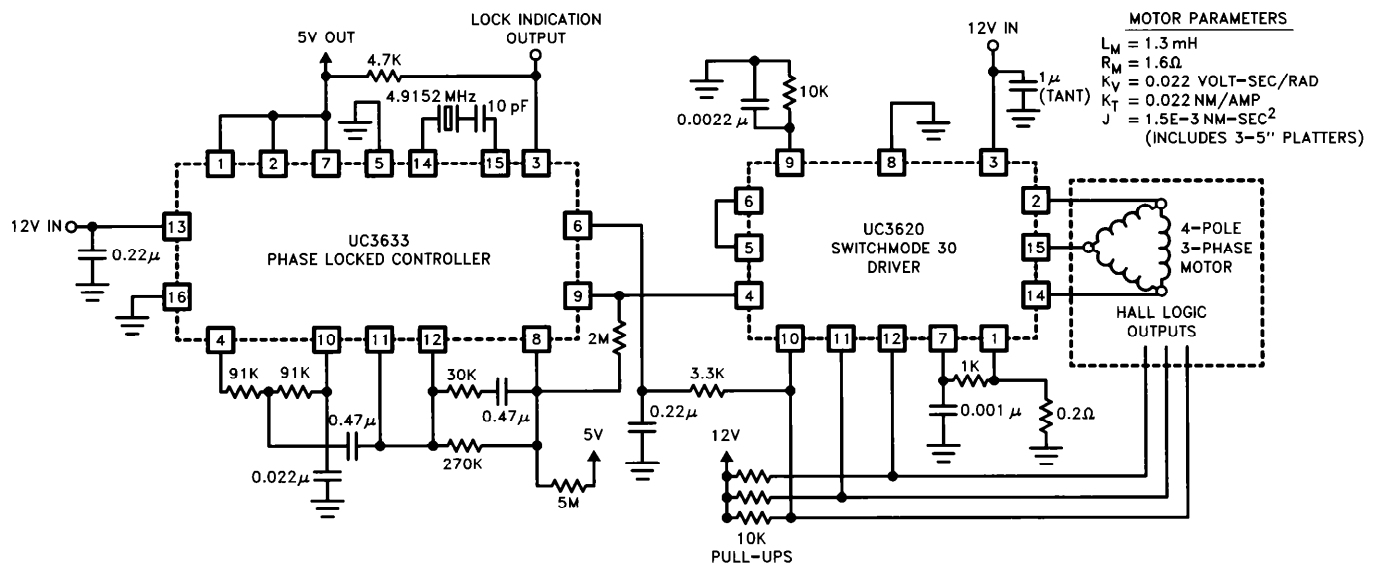 LOCK INDICATION
OUTPUT
5V OUT
4.7K
4.9152 MHz
10 pF
12V IN
1μ
(TANT)
10K
0.0022 μ
MOTOR PARAMETERS
L_M = 1.3 mH
R_M = 1.6Ω
K_V = 0.022 VOLT-SEC/RAD
K_T = 0.022 NM/AMP
J = 1.5E-3 NM-SEC²
(INCLUDES 3-5" PLATTERS)
1
2
7
5
14
15
3
9
8
3
12V IN
13
0.22μ
16
UC3633
PHASE LOCKED CONTROLLER
6
9
4
10
11
12
8
6
5
4
UC3620
SWITCHMODE 30
DRIVER
2
15
14
10
11
12
7
1
4-POLE
3-PHASE
MOTOR
HALL LOGIC
OUTPUTS
91K
91K
30K
0.47μ
2M
0.47μ
270K
0.022μ
5V
5M
3.3K
0.22μ
1K
0.001 μ
0.2Ω
12V
10K
PULL-UPS